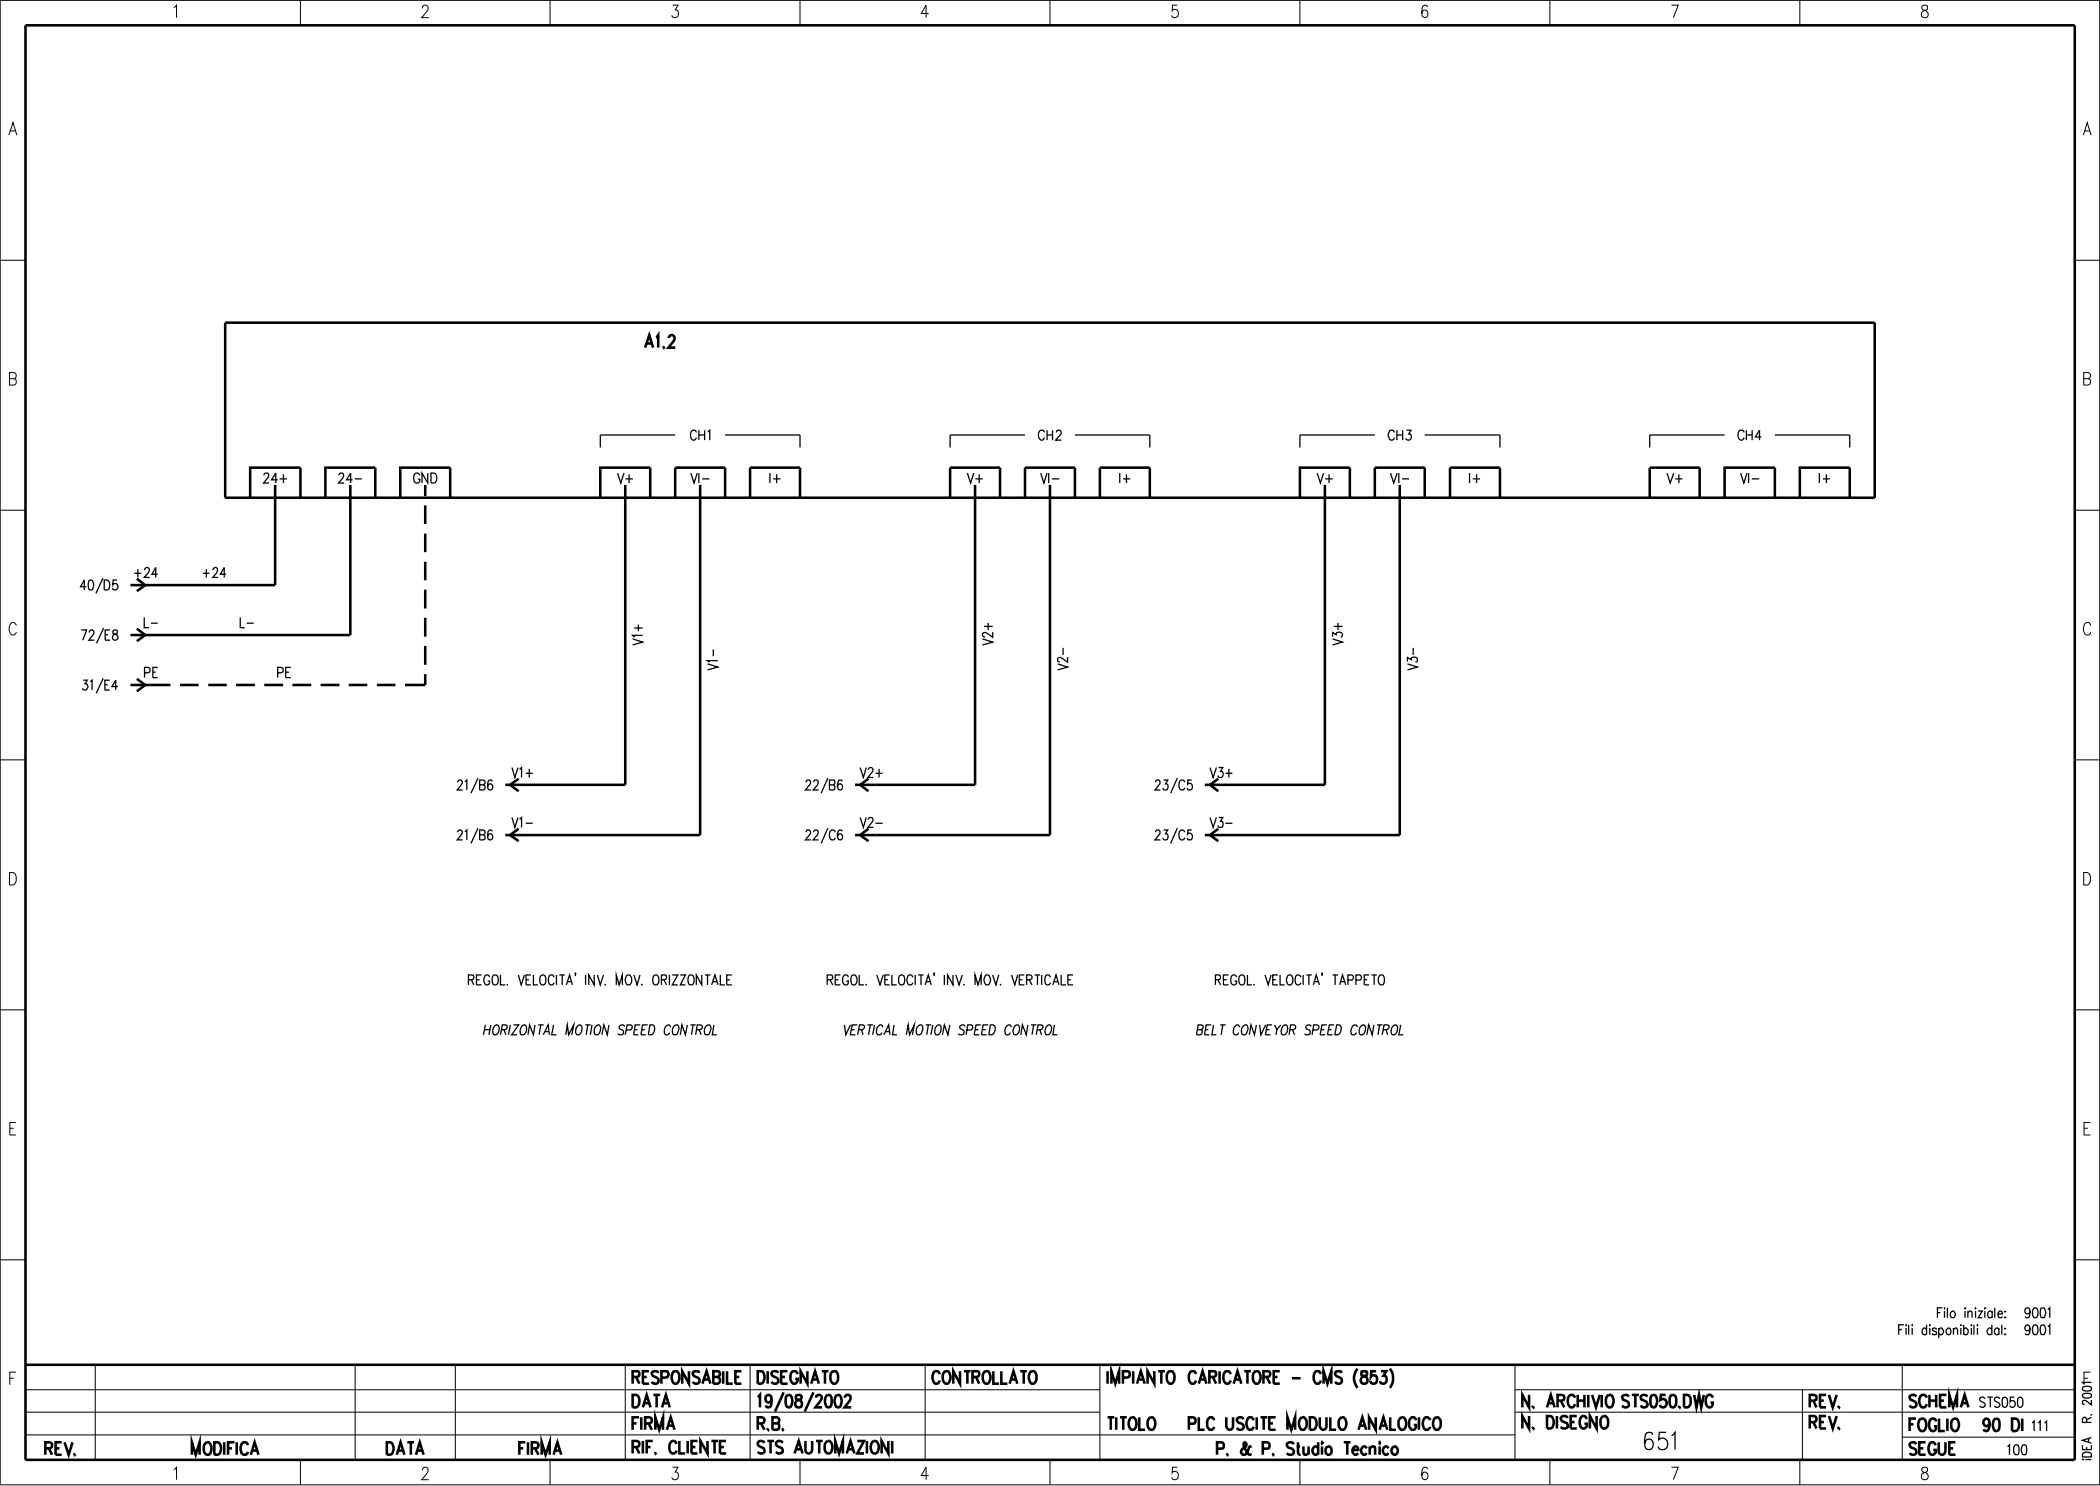 1 2 3 4 5 6 7 8
A A
B B
A1.2
CH1 CH2 CH3 CH4
24+ 24- GND V+ VI- I+ V+ VI- I+ V+ VI- I+ V+ VI- I+
40/D5 +24 +24
C C
72/E8 L- L-
31/E4 PE PE
V1+ V1- V2+ V2- V3+ V3-
21/B6 V1+ 22/B6 V2+ 23/C5 V3+
21/B6 V1- 22/C6 V2- 23/C5 V3-
D D
REGOL. VELOCITA' INV. MOV. ORIZZONTALE REGOL. VELOCITA' INV. MOV. VERTICALE REGOL. VELOCITA' TAPPETO
HORIZONTAL MOTION SPEED CONTROL VERTICAL MOTION SPEED CONTROL BELT CONVEYOR SPEED CONTROL
E E
Filo iniziale: 9001
Fili disponibili dal: 9001
F F
RESPONSABILE DISEGNATO CONTROLLATO IMPIANTO CARICATORE - CMS (853)
DATA 19/08/2002 N. ARCHIVIO STS050.DWG REV. SCHEMA STS050
FIRMA R.B. TITOLO PLC USCITE MODULO ANALOGICO N. DISEGNO 651 REV. FOGLIO 90 DI 111
REV. MODIFICA DATA FIRMA RIF. CLIENTE STS AUTOMAZIONI P. & P. Studio Tecnico SEGUE 100
iDEA R. 2001
1 2 3 4 5 6 7 8